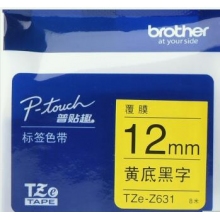 brother
at your side
P-touch
普贴趣
标签色带
TZe
TAPE
覆膜
12mm
黄底黑字
TZe-Z631